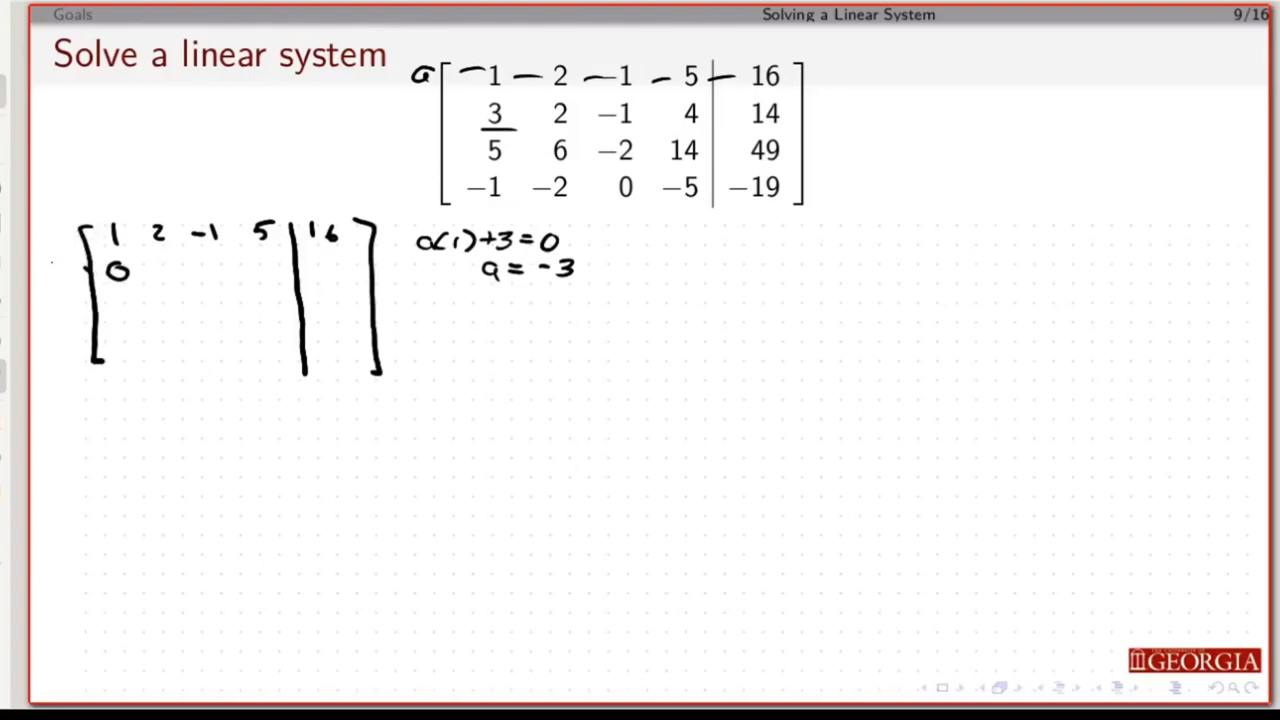 Goals Solving a Linear System 9/16
Solve a linear system
a 1 2 −1 5 16
3 2 −1 4 14
5 6 −2 14 49
−1 −2 0 −5 −19
1 2 -1 5 16
0
a(1)+3=0
a=-3
GEORGIA